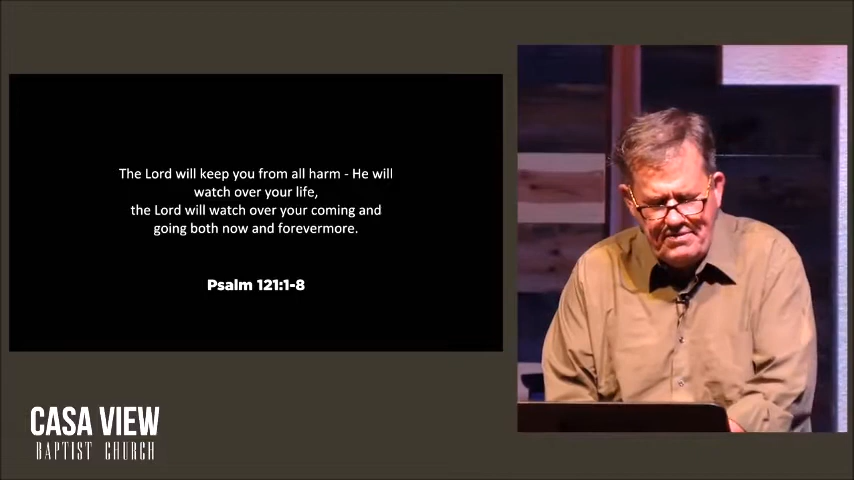 The Lord will keep you from all harm - He will
watch over your life,
the Lord will watch over your coming and
going both now and forevermore.
Psalm 121:1-8
CASA VIEW
BAPTIST CHURCH